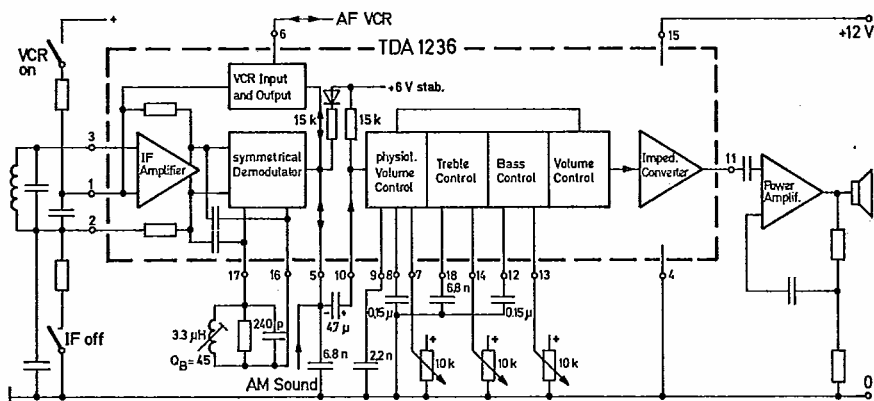 AF VCR
+
6
15
+12 V
VCR
on
TDA 1236
VCR Input
and Output
+6 V stab.
15 k
15 k
3
IF
Amplifier
symmetrical
Demodulator
physiol.
Volume
Control
Treble
Control
Bass
Control
Volume
Control
Imped.
Converter
11
Power
Amplif.
1
2
17
16
5
10
9
8
7
18
14
12
13
4
6,8 n
0,15 µ
0,15 µ
- +
47 µ
3.3 µH
240 p
QB = 45
IF off
AM Sound
6.8 n
2,2 n
+
10 k
+
10 k
+
10 k
0